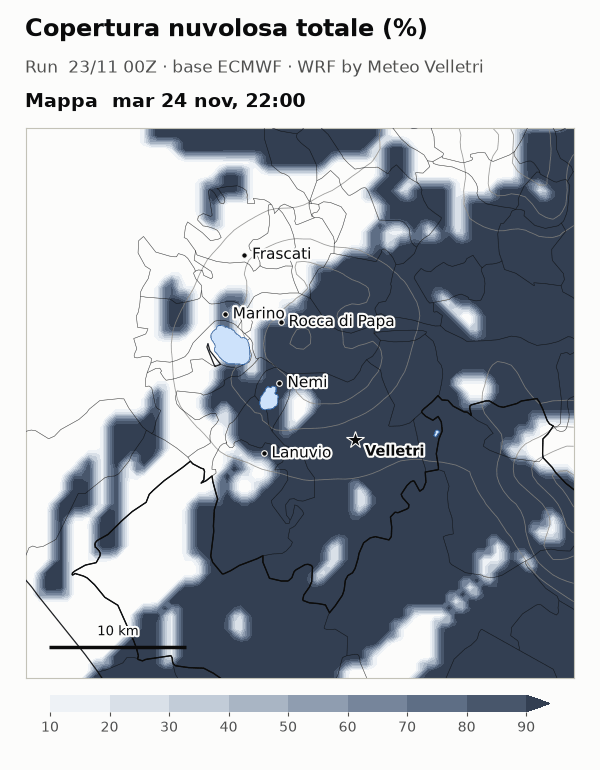 Copertura nuvolosa totale (%)
Run  23/11 00Z · base ECMWF · WRF by Meteo Velletri
Mappa  mar 24 nov, 22:00
Frascati
Marino
Rocca di Papa
Nemi
Velletri
Lanuvio
10 km
10 20 30 40 50 60 70 80 90